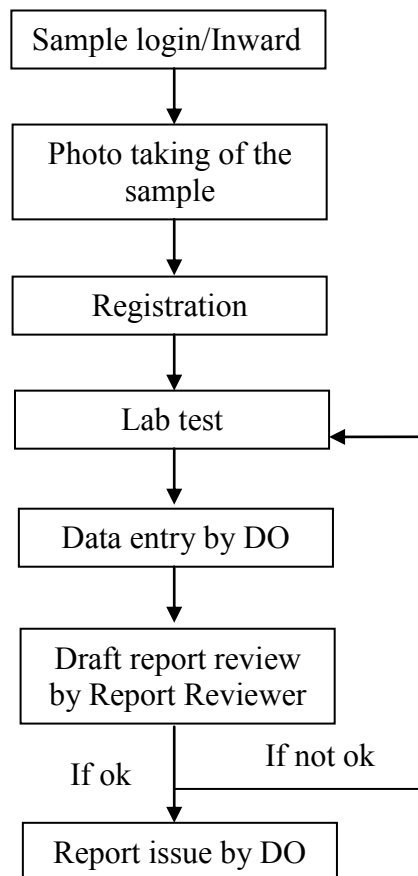 Sample login/Inward
Photo taking of the
sample
Registration
Lab test
Data entry by DO
Draft report review
by Report Reviewer
If ok
If not ok
Report issue by DO